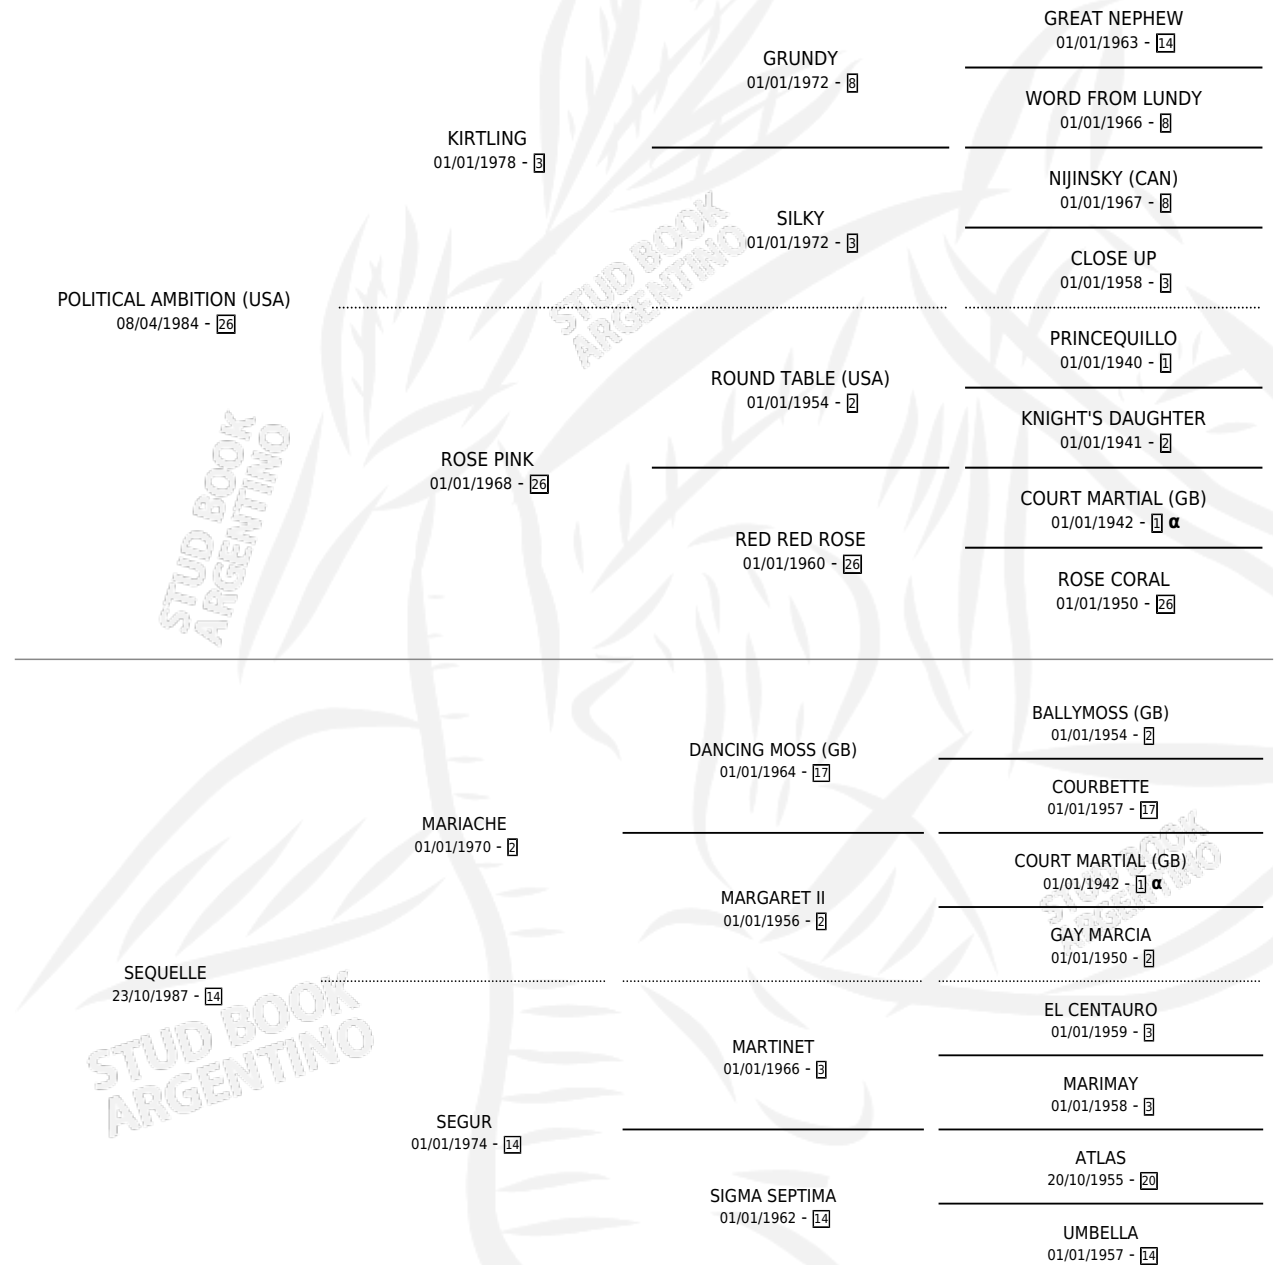 GREAT NEPHEW
01/01/1963 - 14
GRUNDY
01/01/1972 - 8
WORD FROM LUNDY
01/01/1966 - 8
KIRTLING
01/01/1978 - 3
NIJINSKY (CAN)
01/01/1967 - 8
SILKY
01/01/1972 - 3
CLOSE UP
01/01/1958 - 3
STUD BOOK
ARGENTINO
POLITICAL AMBITION (USA)
08/04/1984 - 26
PRINCEQUILLO
01/01/1940 - 1
ROUND TABLE (USA)
01/01/1954 - 2
KNIGHT'S DAUGHTER
01/01/1941 - 2
ROSE PINK
01/01/1968 - 26
COURT MARTIAL (GB)
01/01/1942 - 1 α
RED RED ROSE
01/01/1960 - 26
ROSE CORAL
01/01/1950 - 26
STUD BOOK
ARGENTINO
BALLYMOSS (GB)
01/01/1954 - 2
DANCING MOSS (GB)
01/01/1964 - 17
COURBETTE
01/01/1957 - 17
MARIACHE
01/01/1970 - 2
COURT MARTIAL (GB)
01/01/1942 - 1 α
STUD BOOK
ARGENTINO
MARGARET II
01/01/1956 - 2
GAY MARCIA
01/01/1950 - 2
SEQUELLE
23/10/1987 - 14
STUD BOOK
ARGENTINO
EL CENTAURO
01/01/1959 - 3
MARTINET
01/01/1966 - 3
MARIMAY
01/01/1958 - 3
SEGUR
01/01/1974 - 14
ATLAS
20/10/1955 - 20
SIGMA SEPTIMA
01/01/1962 - 14
UMBELLA
01/01/1957 - 14